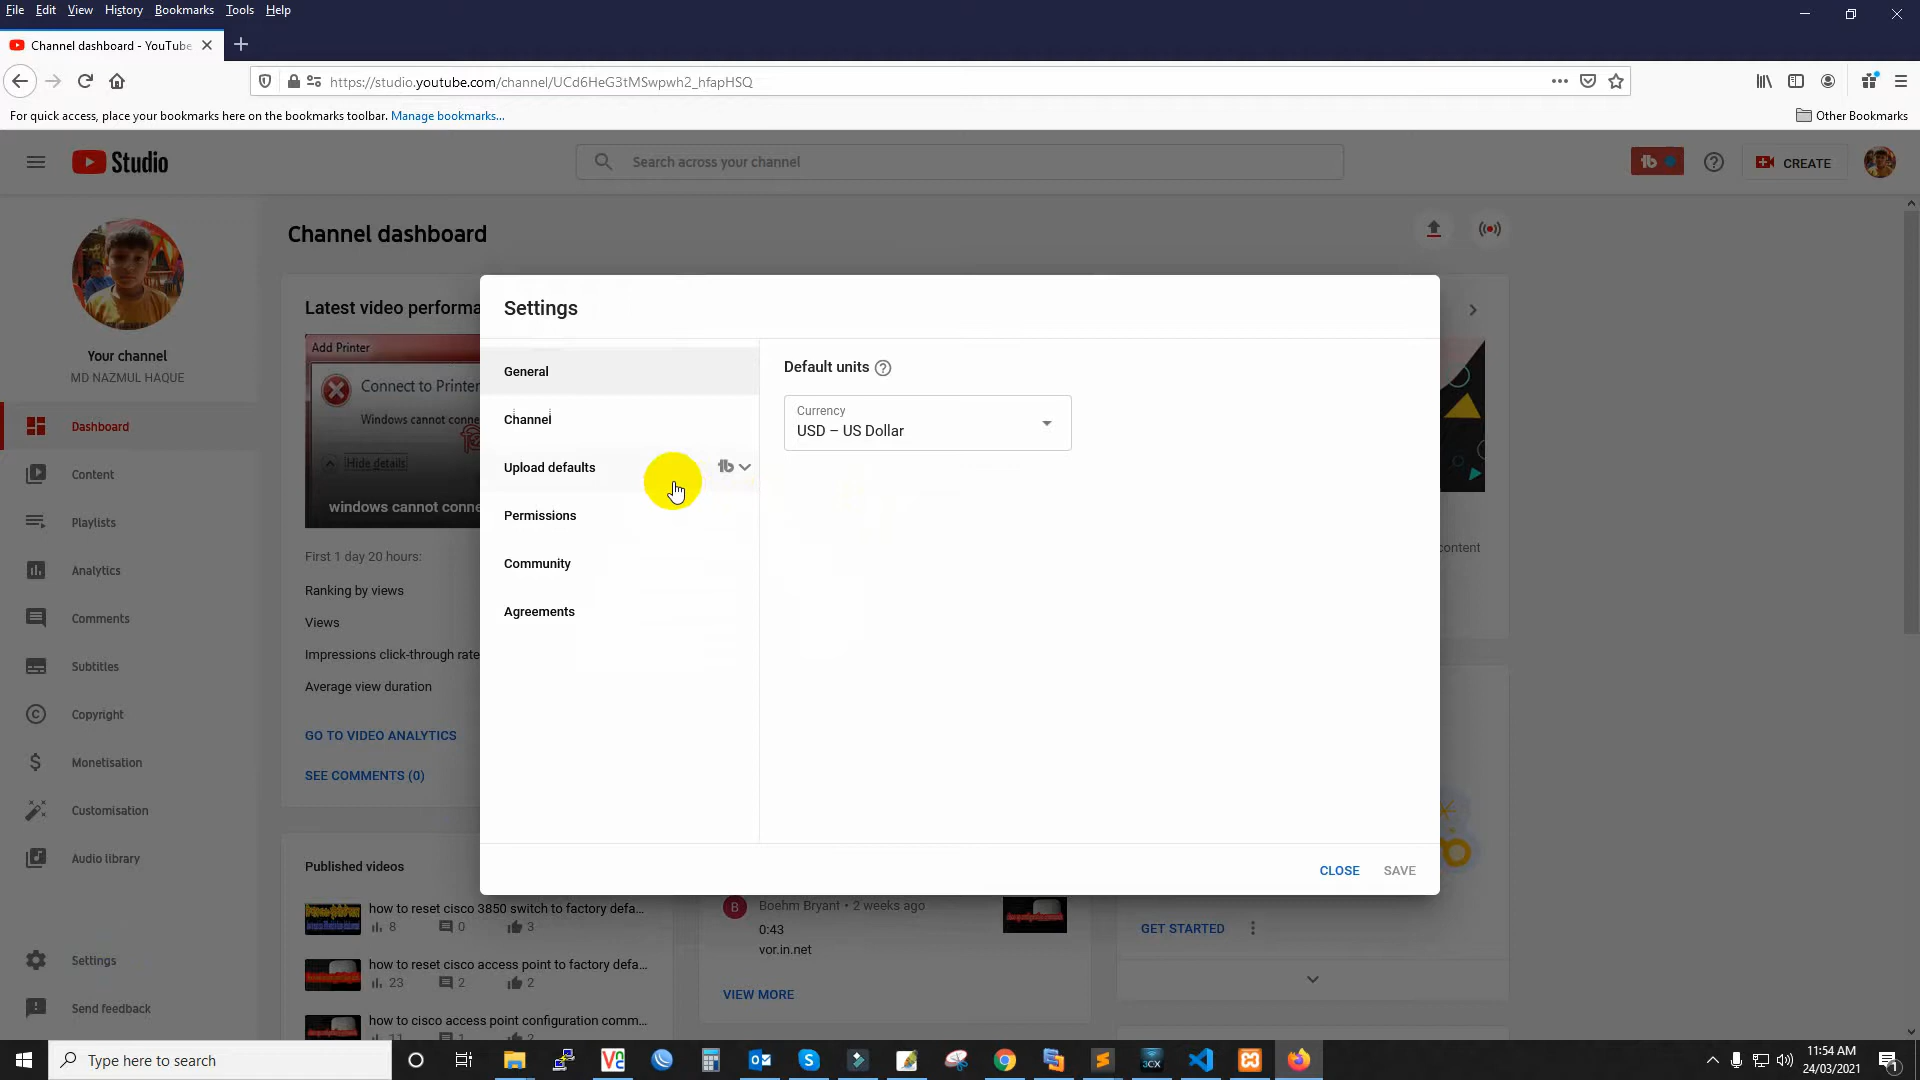 File Edit View History Bookmarks Tools Help
Channel dashboard - YouTube
https://studio.youtube.com/channel/UCd6HeG3tMSwpwh2_hfapHSQ
For quick access, place your bookmarks here on the bookmarks toolbar. Manage bookmarks...
Other Bookmarks
Studio
Search across your channel
CREATE
Channel dashboard
Your channel
MD NAZMUL HAQUE
Dashboard
Content
Playlists
Analytics
Comments
Subtitles
Copyright
Monetisation
Customisation
Audio library
Settings
Send feedback
Latest video performa
Add Printer
Connect to Printer
Windows cannot conne
Hide details
windows cannot conne
First 1 day 20 hours:
Ranking by views
Views
Impressions click-through rate
Average view duration
GO TO VIDEO ANALYTICS
SEE COMMENTS (0)
Published videos
how to reset cisco 3850 switch to factory defa...
8 0 3
how to reset cisco access point to factory defa...
23 2 2
how to cisco access point configuration comm...
11 1 2
Settings
General
Channel
Upload defaults
Permissions
Community
Agreements
Default units
Currency
USD – US Dollar
CLOSE SAVE
Boehm Bryant • 2 weeks ago
0:43
vor.in.net
VIEW MORE
content
GET STARTED
Type here to search
11:54 AM
24/03/2021